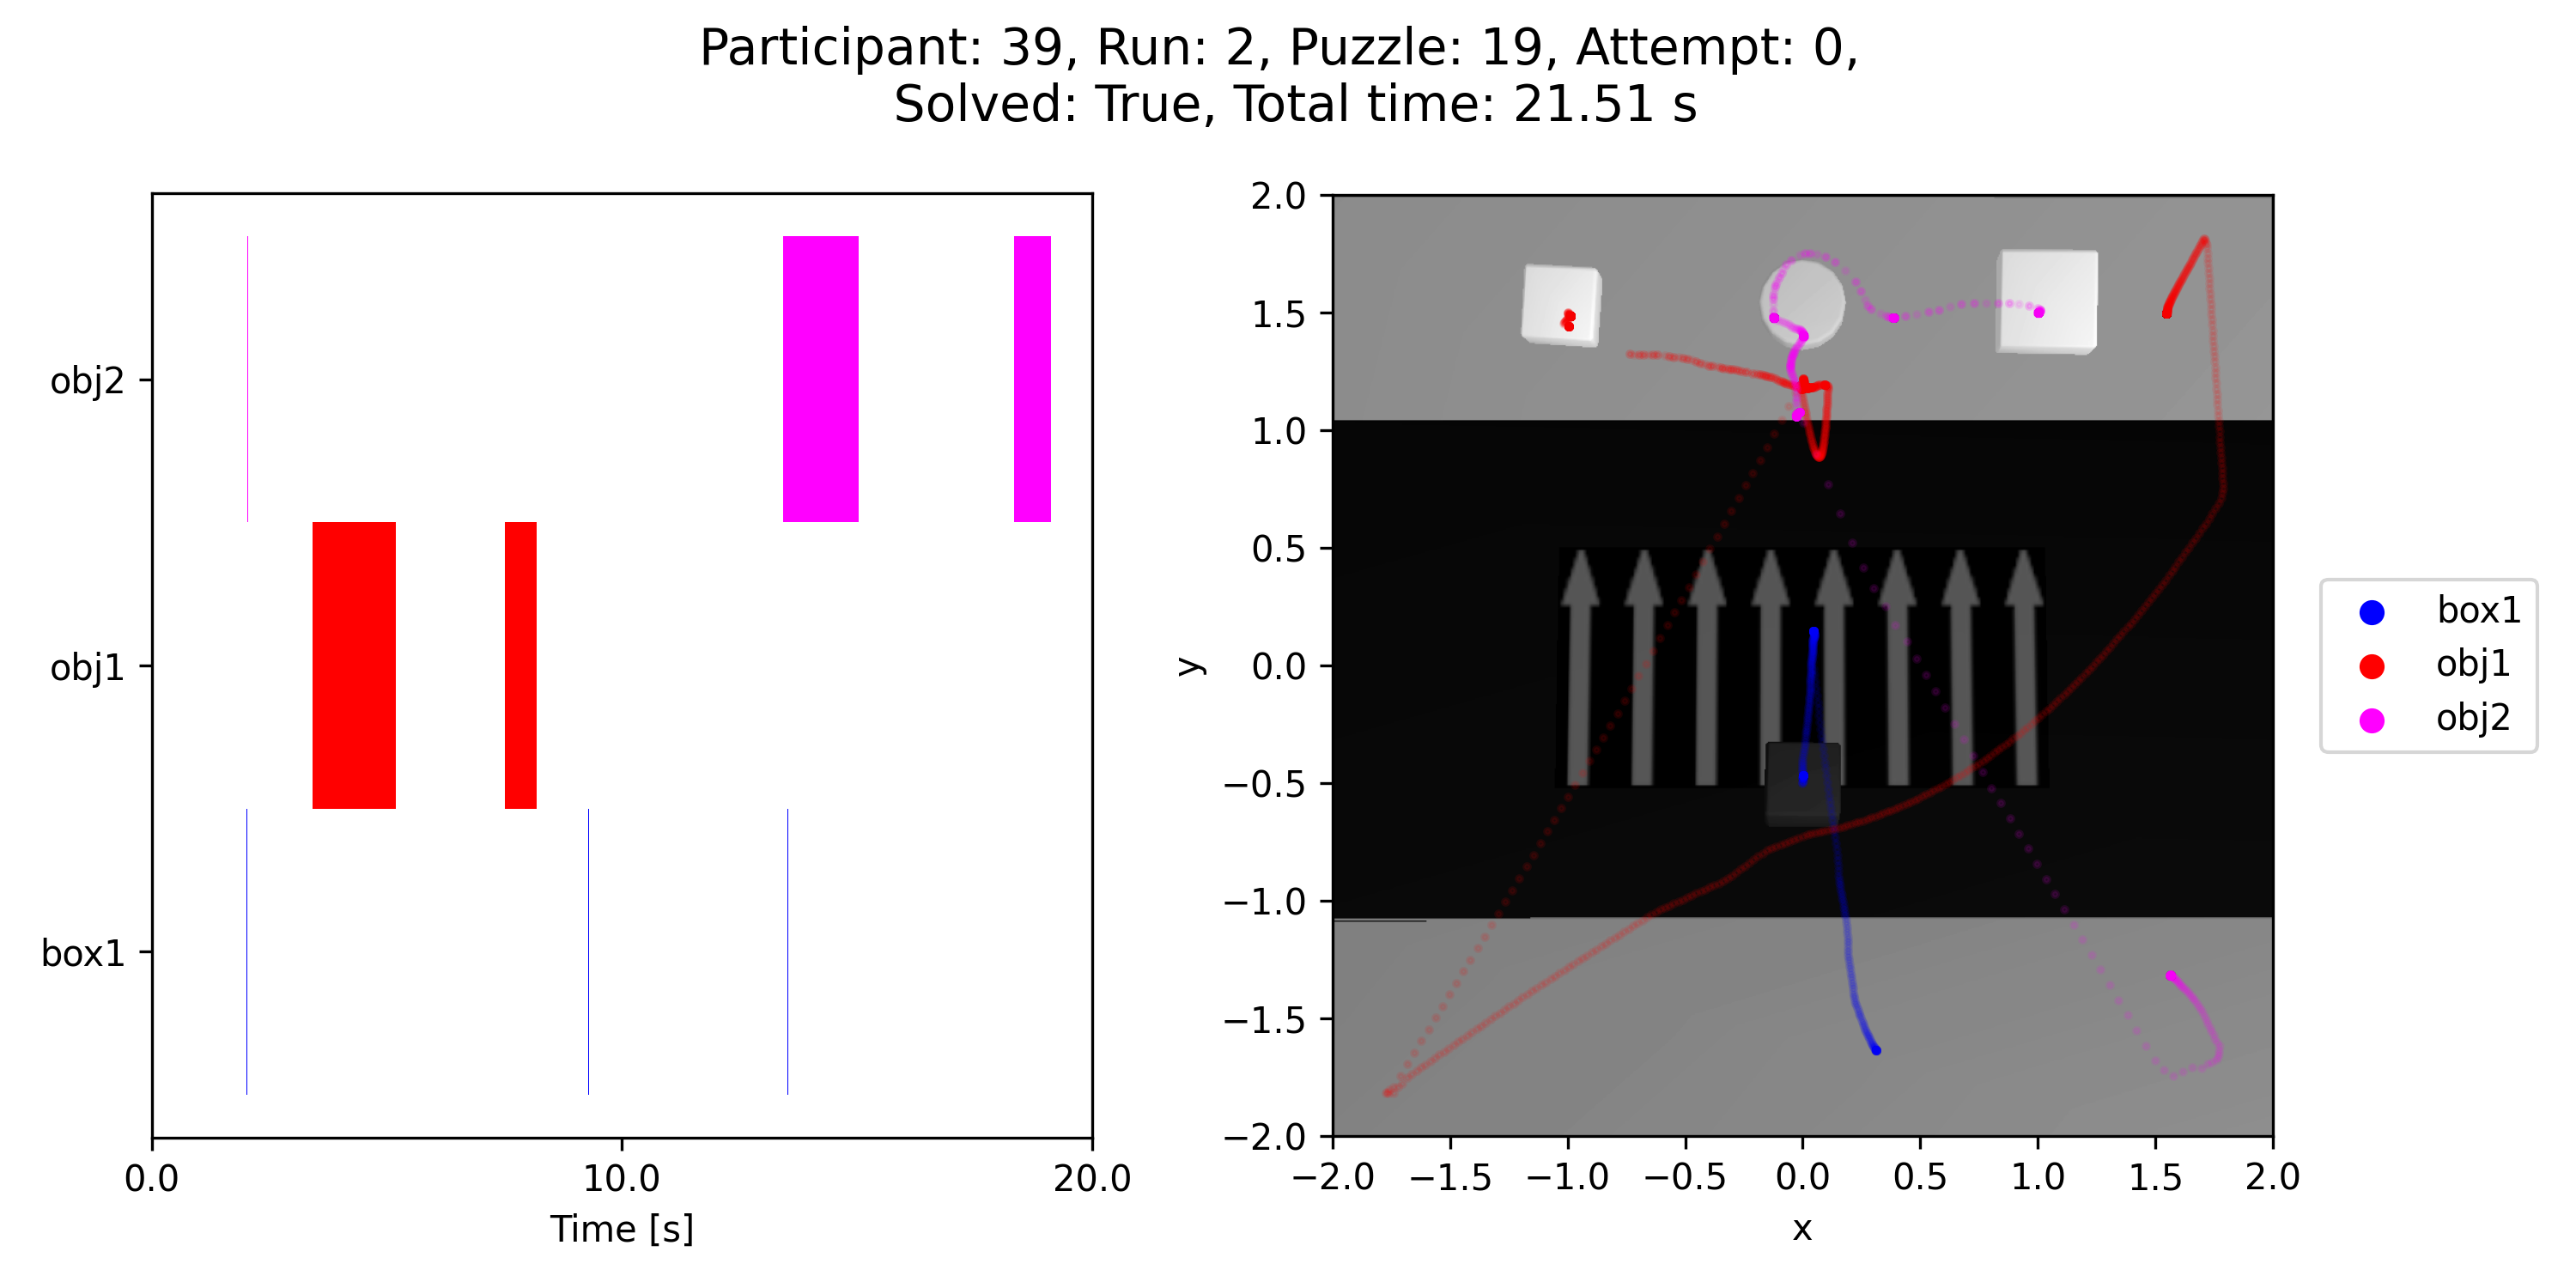 Participant: 39, Run: 2, Puzzle: 19, Attempt: 0,
Solved: True, Total time: 21.51 s
obj2
obj1
box1
0.0 10.0 20.0
Time [s]
2.0
1.5
1.0
0.5
0.0
−0.5
−1.0
−1.5
−2.0
y
−2.0 −1.5 −1.0 −0.5 0.0 0.5 1.0 1.5 2.0
x
box1
obj1
obj2